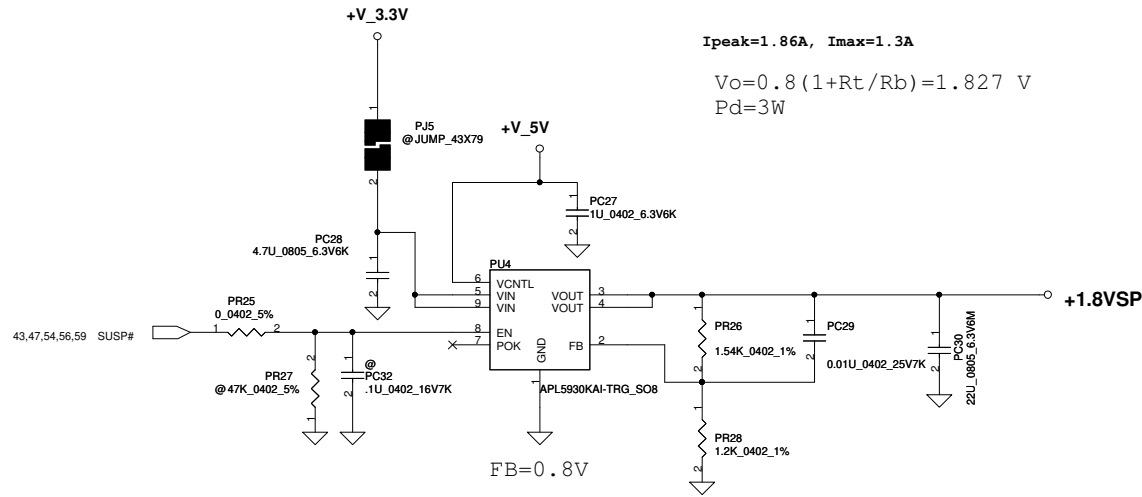 +V_3.3V
Ipeak=1.86A, Imax=1.3A
Vo=0.8(1+Rt/Rb)=1.827 V
Pd=3W
1
PJ5
@JUMP_43X79
2
+V_5V
1
PC27
1U_0402_6.3V6K
2
PC28
4.7U_0805_6.3V6K
1
2
PU4
6
5
9
8
7
VCNTL
VIN
VIN
EN
POK
GND
1
VOUT
VOUT
FB
3
4
2
APL5930KAI-TRG_SO8
FB=0.8V
43,47,54,56,59 SUSP#
PR25
0_0402_5%
1
2
2
PR27
@47K_0402_5%
1
1
@
PC32
.1U_0402_16V7K
2
1
PR26
1.54K_0402_1%
2
1
PC29
0.01U_0402_25V7K
2
1
PC30
22U_0805_6.3V6M
2
+1.8VSP
1
PR28
1.2K_0402_1%
2